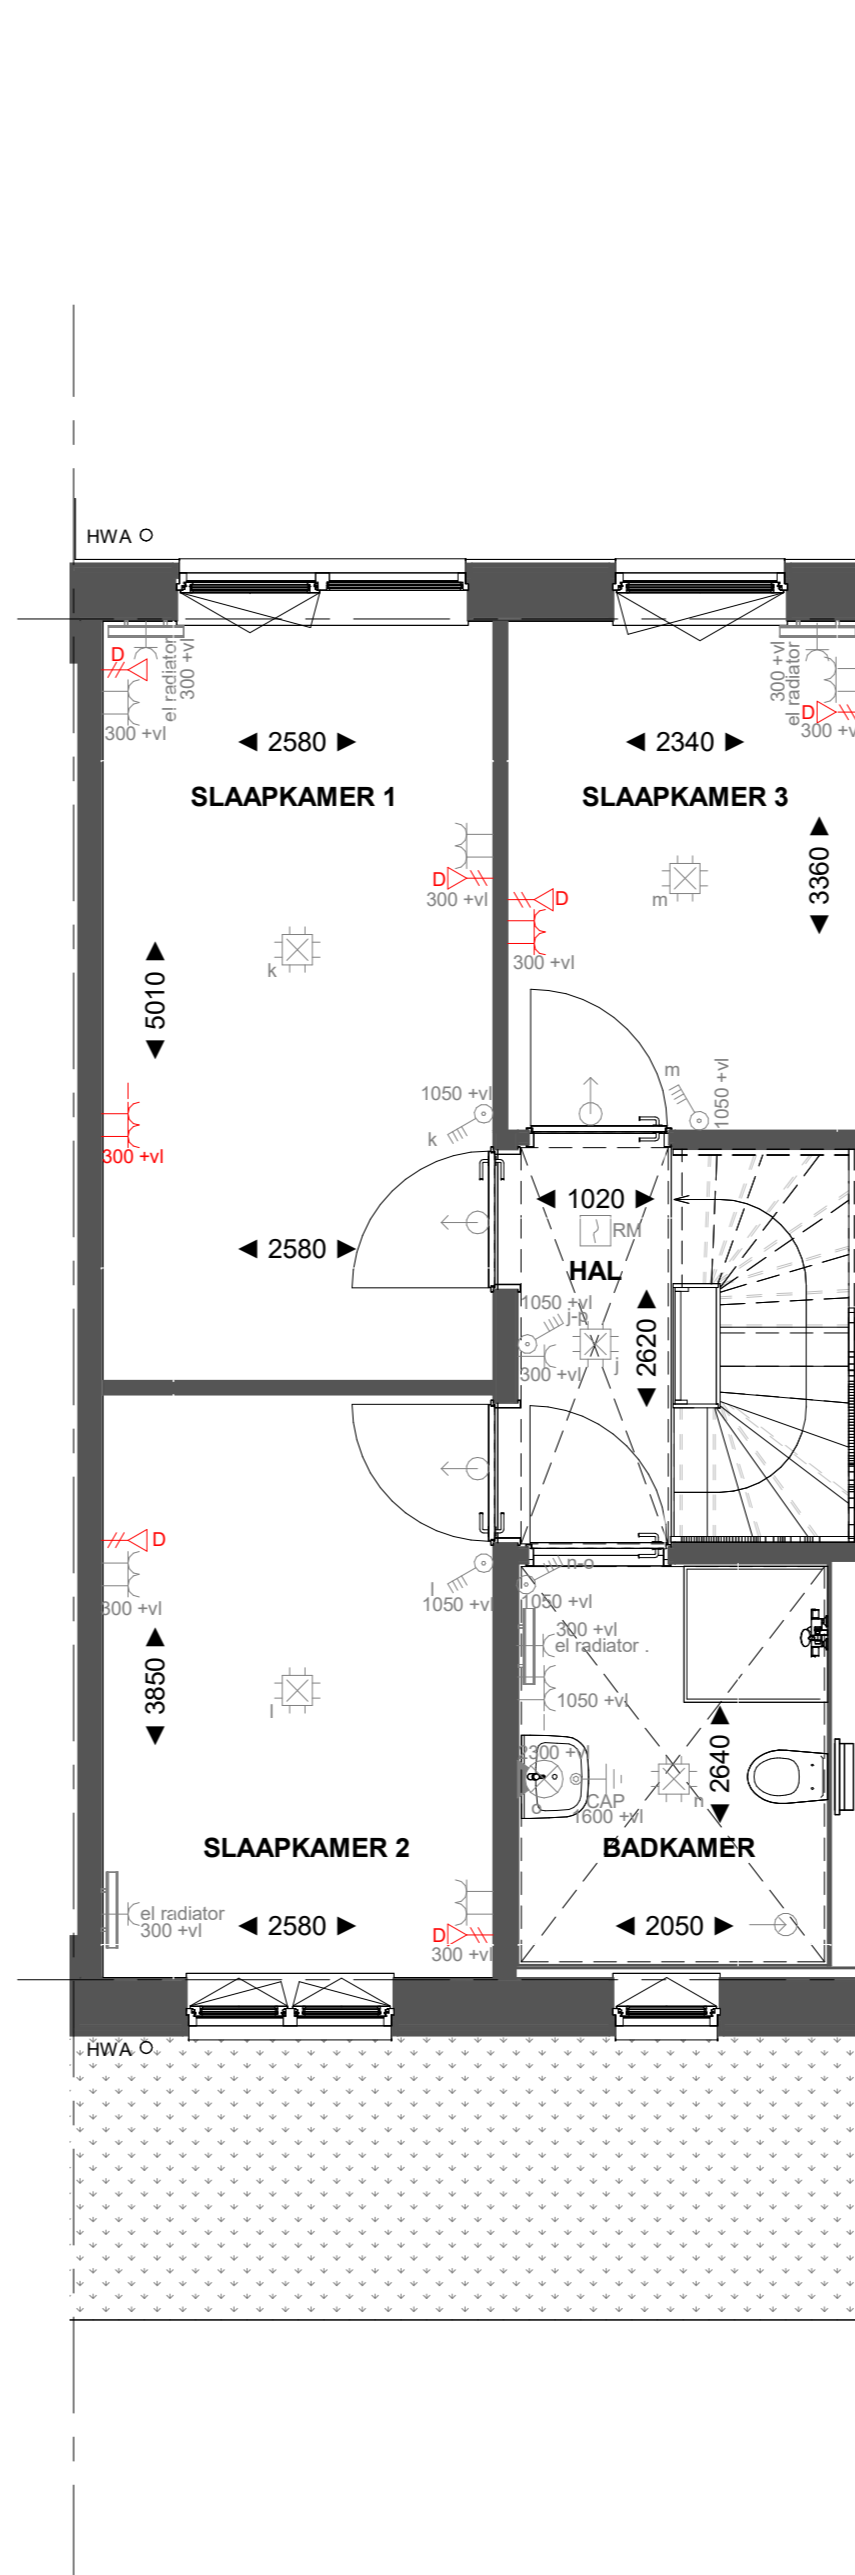 HWA
D
el radiator
300 +vl
300 +vl
300 +vl
el radiator
D
300 +v
2580
2340
SLAAPKAMER 1
SLAAPKAMER 3
3360
D
300 +vl
D
300 +vl
m
k
5010
1050 +vl
k
m
1050 +vl
300 +vl
1020
RM
2580
HAL
1050 +vl
j-p
300 +vl
j
2620
D
300 +vl
l
1050 +vl
n-o
1050 +vl
300 +vl
el radiator .
1050 +vl
3850
l
2300 +vl
o
CAP
1600 +vl
n
2640
SLAAPKAMER 2
BADKAMER
el radiator
300 +vl
2580
D
300 +vl
2050
HWA